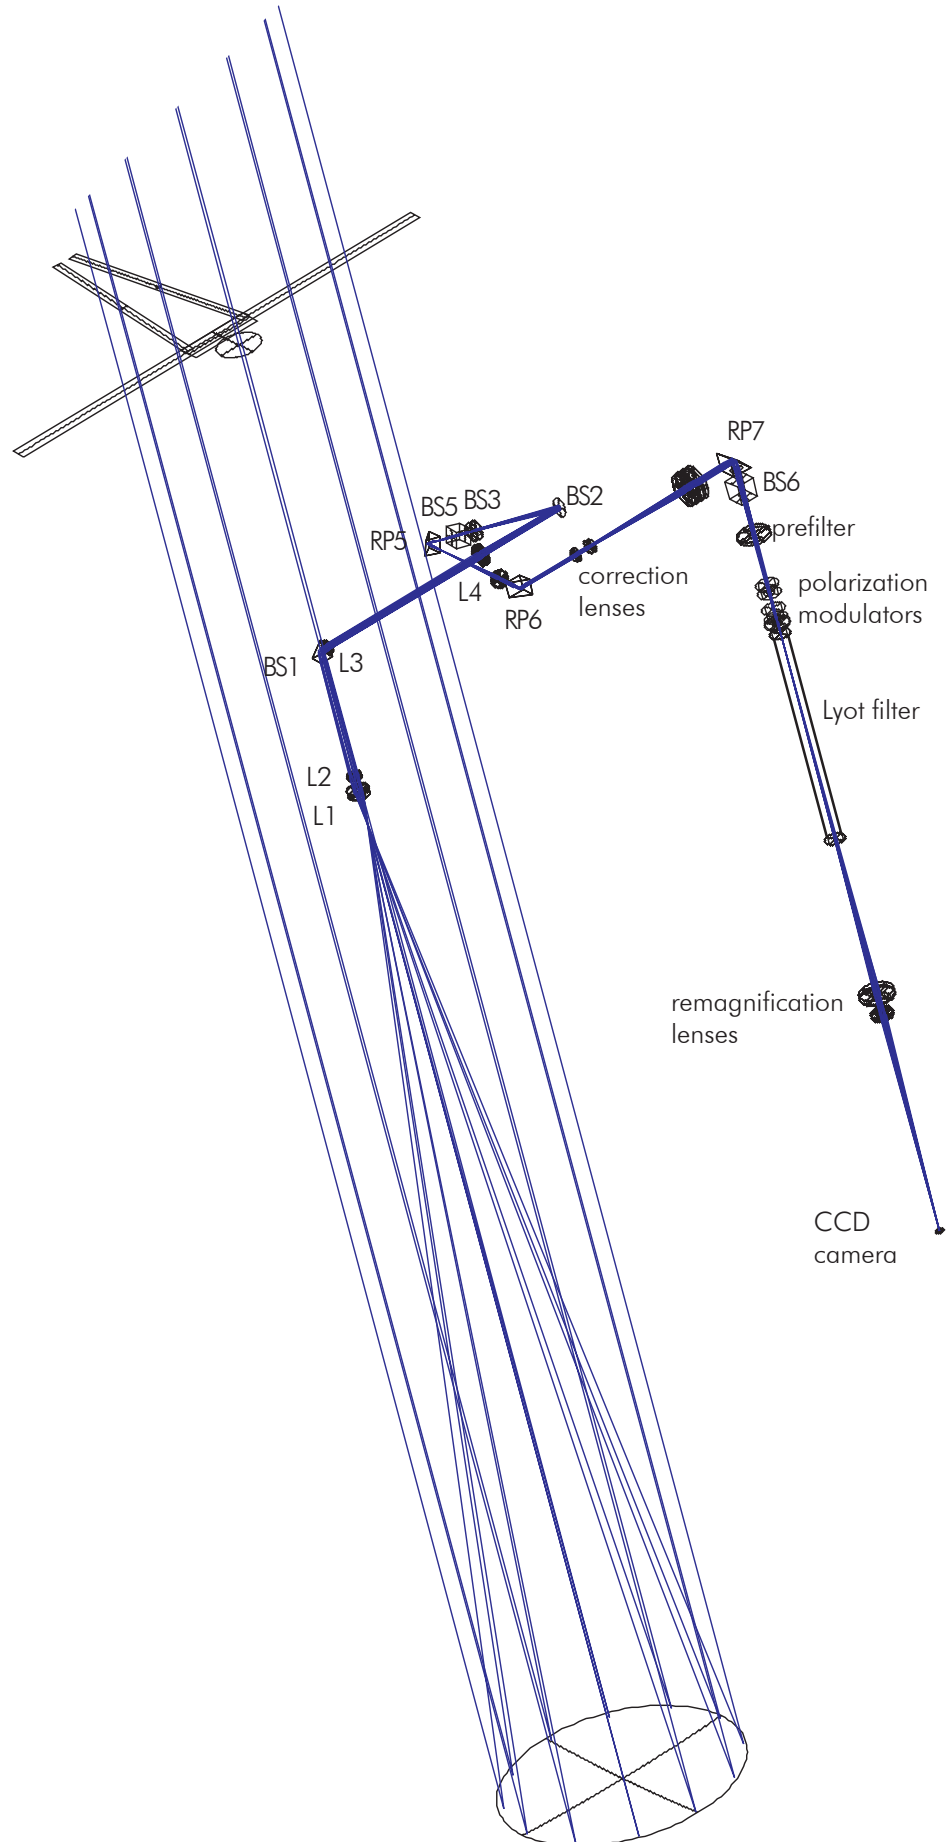 RP7
BS6
BS2
BS5 BS3
RP5
prefilter
correction
lenses
L4
RP6
polarization
modulators
BS1
L3
Lyot filter
L2
L1
remagnification
lenses
CCD
camera